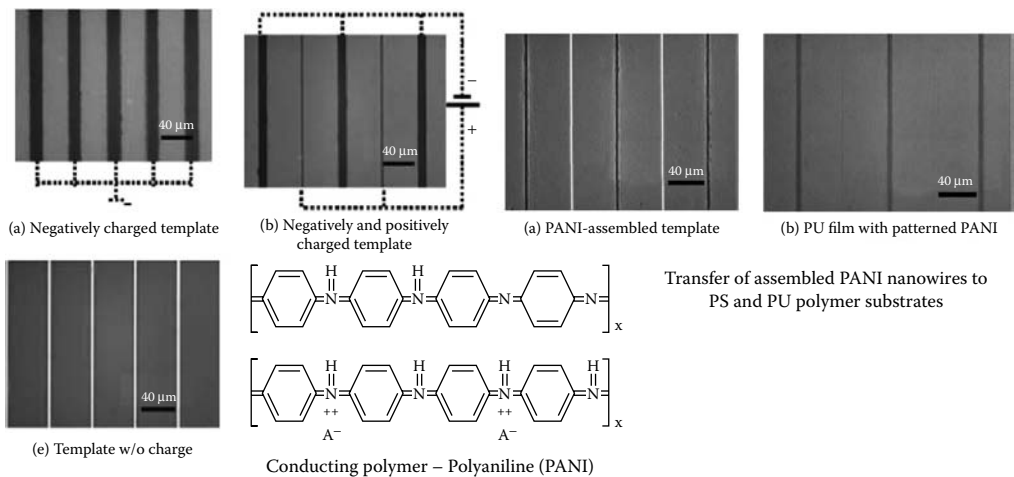 40 μm
(a) Negatively charged template
−
40 μm
−
+
(b) Negatively and positively
charged template
40 μm
(a) PANI-assembled template
40 μm
(b) PU film with patterned PANI
Transfer of assembled PANI nanowires to
PS and PU polymer substrates
40 μm
(e) Template w/o charge
H H
N N N N
x
H H H H
N N N N
++ ++
A− A−
x
Conducting polymer – Polyaniline (PANI)